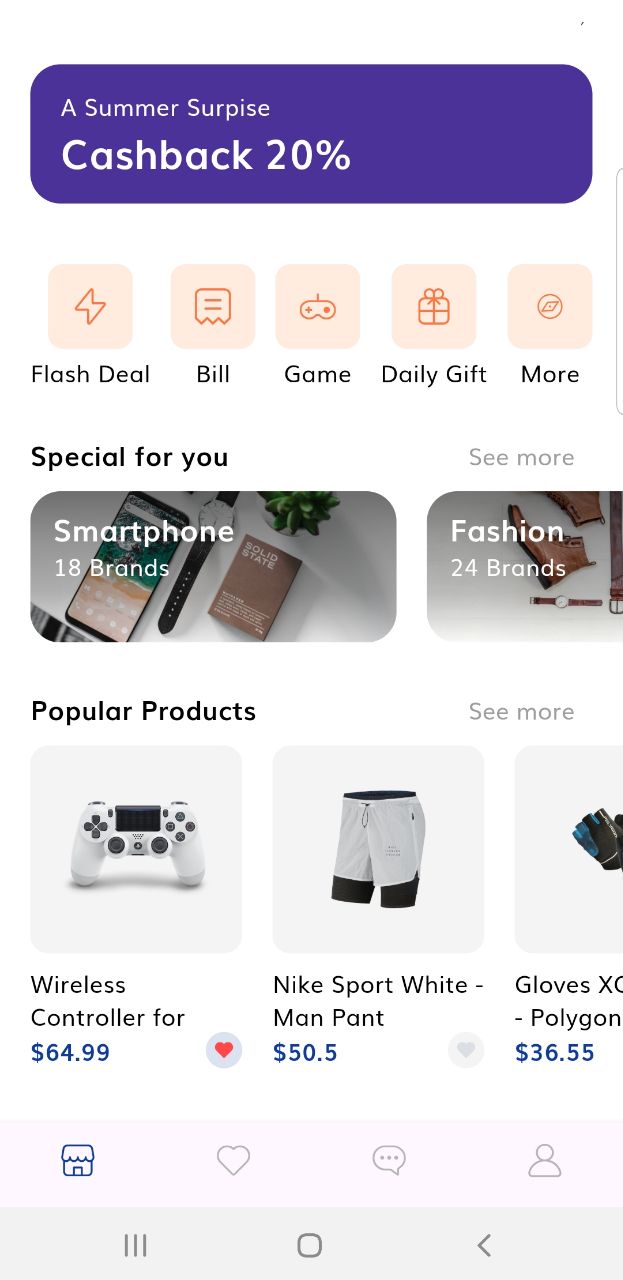 A Summer Surpise
Cashback 20%
Flash Deal
Bill
Game
Daily Gift
More
Special for you
See more
Smartphone
18 Brands
SOLID
STATE
Fashion
24 Brands
Popular Products
See more
Wireless
Controller for
$64.99
Nike Sport White -
Man Pant
$50.5
Gloves XC
- Polygon
$36.55